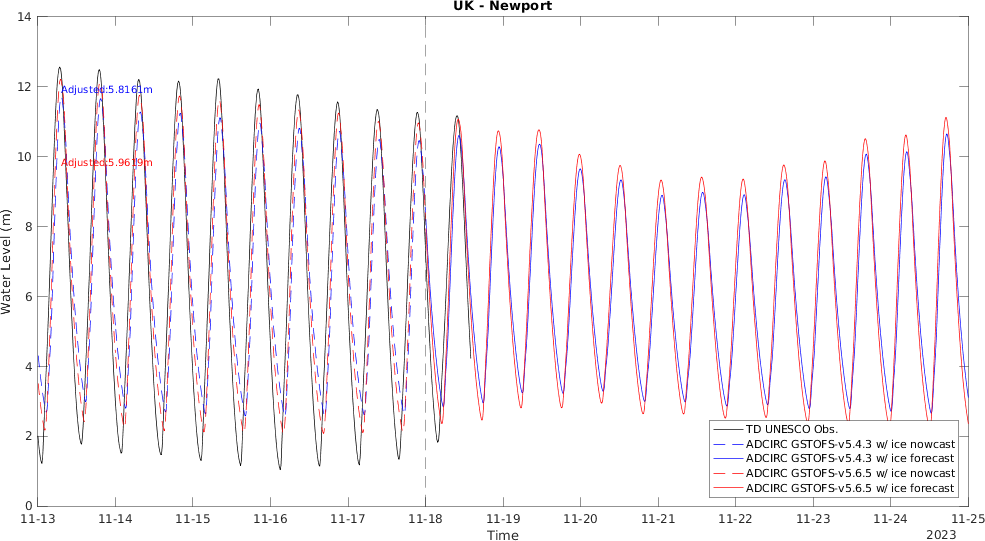 UK - Newport
14
12
10
8
6
4
2
0
Water Level (m)
Adjusted:5.8161m
Adjusted:5.9619m
TD UNESCO Obs.
ADCIRC GSTOFS-v5.4.3 w/ ice nowcast
ADCIRC GSTOFS-v5.4.3 w/ ice forecast
ADCIRC GSTOFS-v5.6.5 w/ ice nowcast
ADCIRC GSTOFS-v5.6.5 w/ ice forecast
11-13 11-14 11-15 11-16 11-17 11-18 11-19 11-20 11-21 11-22 11-23 11-24 11-25
Time
2023